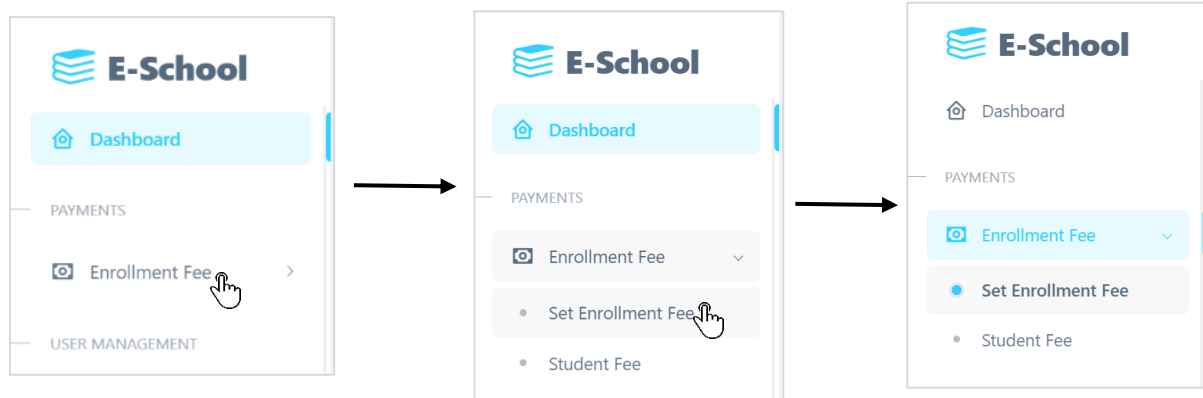 E-School
Dashboard
PAYMENTS
Enrollment Fee
USER MANAGEMENT
E-School
Dashboard
PAYMENTS
Enrollment Fee
Set Enrollment Fee
Student Fee
E-School
Dashboard
PAYMENTS
Enrollment Fee
Set Enrollment Fee
Student Fee